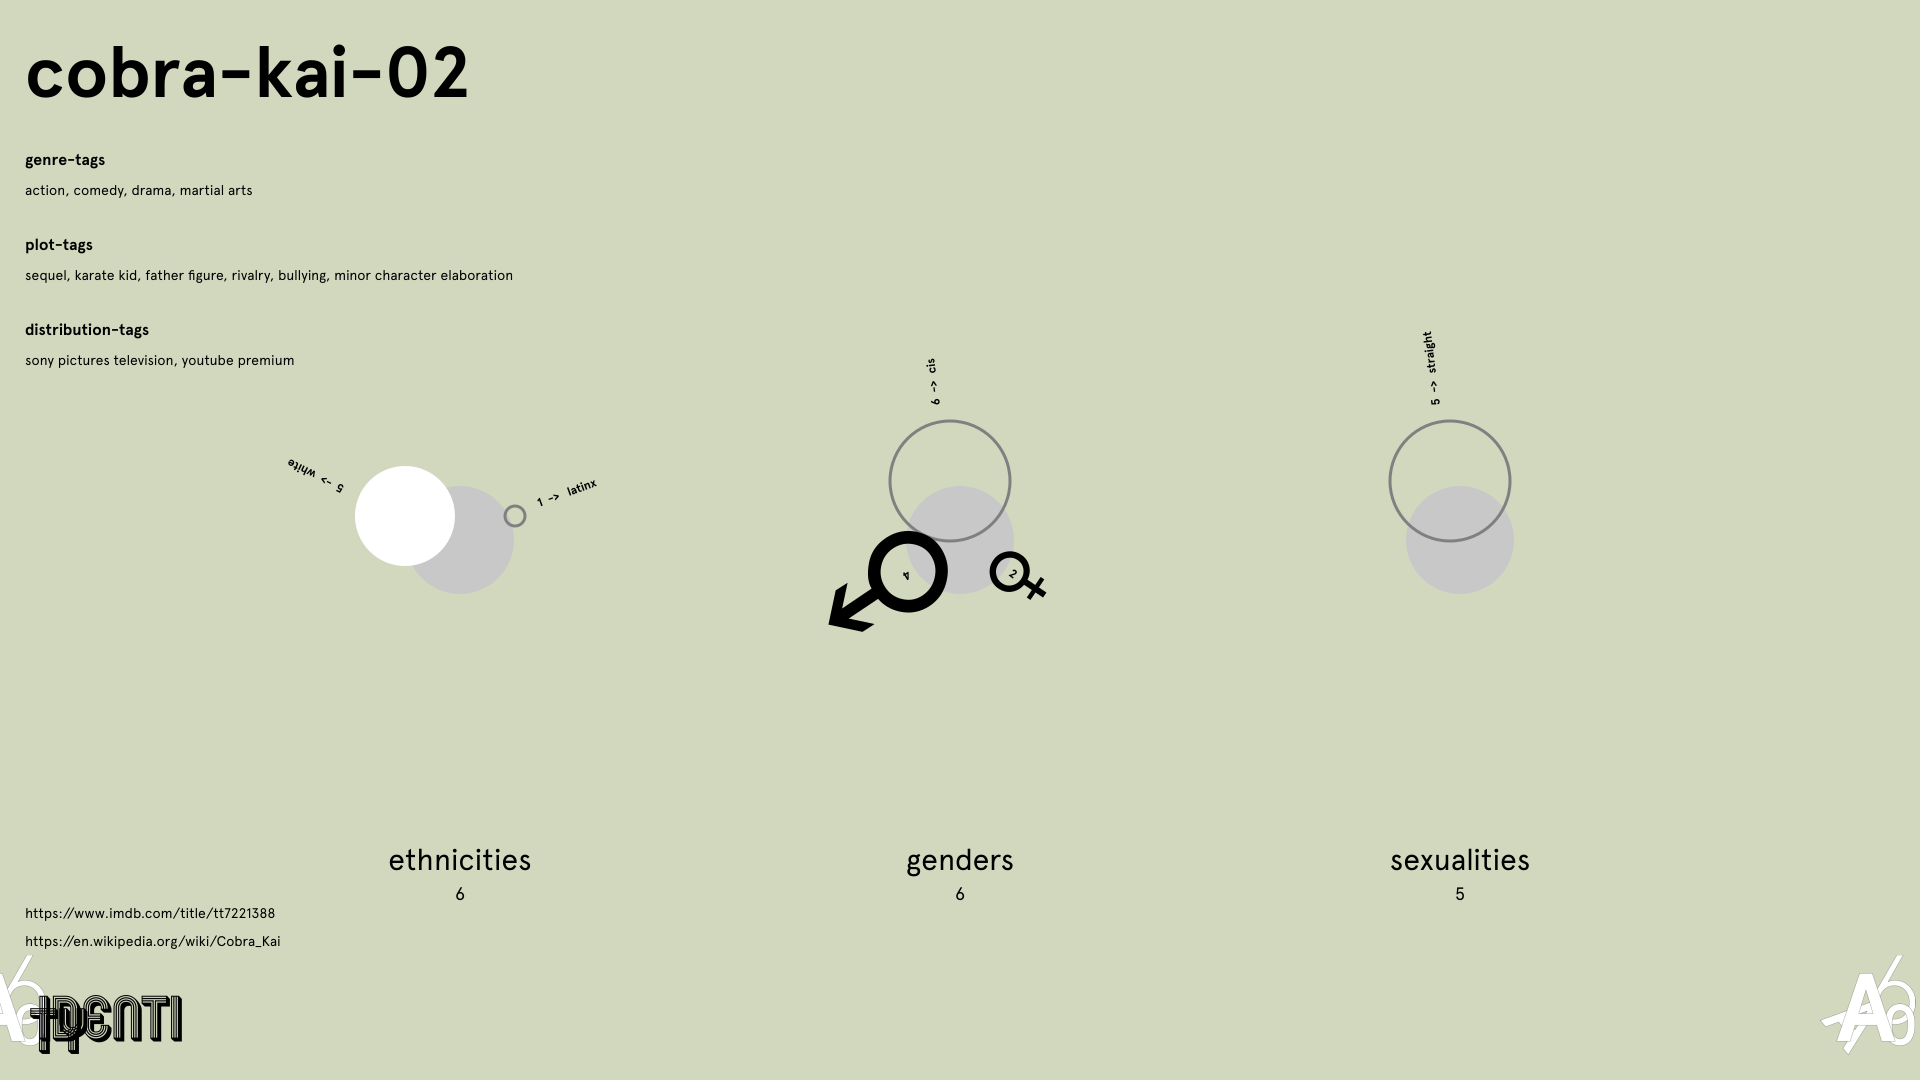 cobra-kai-02
genre-tags
action, comedy, drama, martial arts
plot-tags
sequel, karate kid, father figure, rivalry, bullying, minor character elaboration
distribution-tags
sony pictures television, youtube premium
5 -> white
1 -> latinx
6 -> cis
4
2
5 -> straight
ethnicities
6
genders
6
sexualities
5
https://www.imdb.com/title/tt7221388
https://en.wikipedia.org/wiki/Cobra_Kai
IDENTI